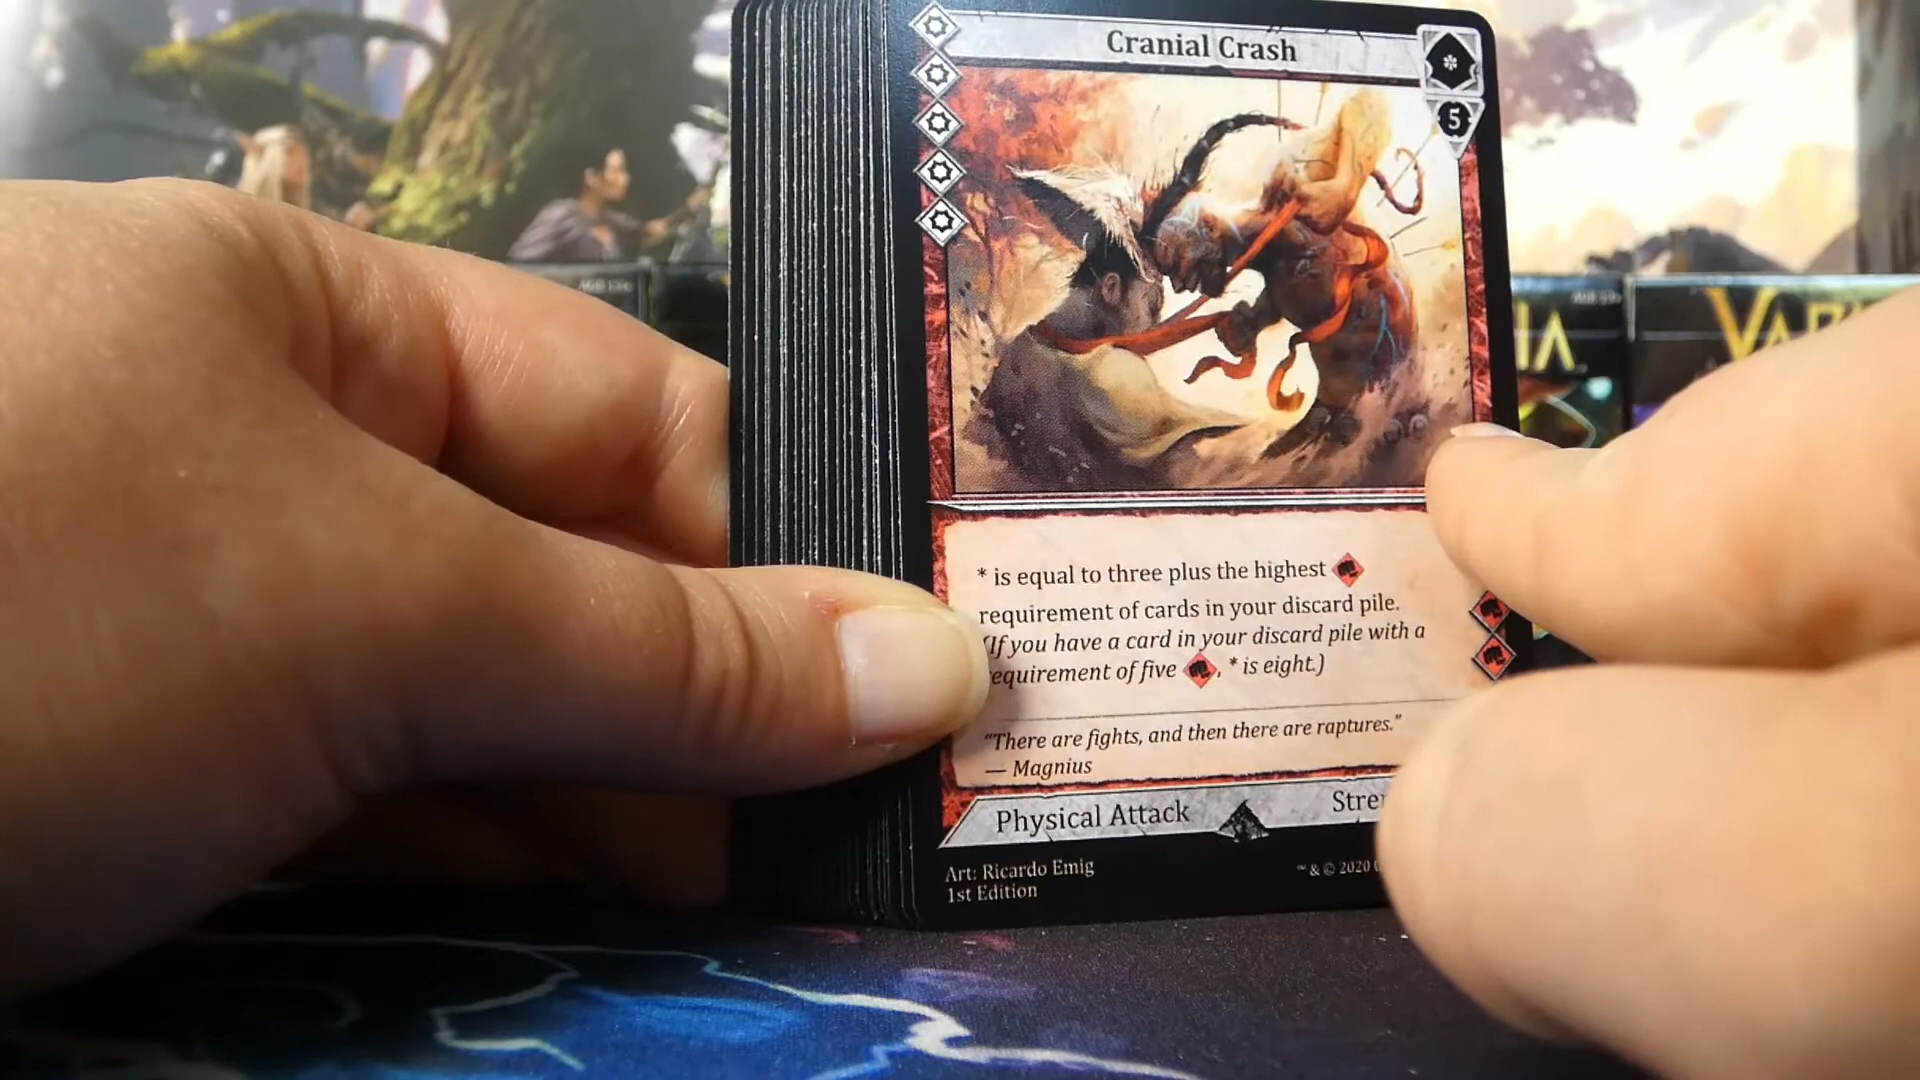 Cranial Crash
*
5
* is equal to three plus the highest
requirement of cards in your discard pile.
(If you have a card in your discard pile with a
requirement of five , * is eight.)
"There are fights, and then there are raptures."
— Magnius
Physical Attack
Art: Ricardo Emig
1st Edition
™ & © 2020